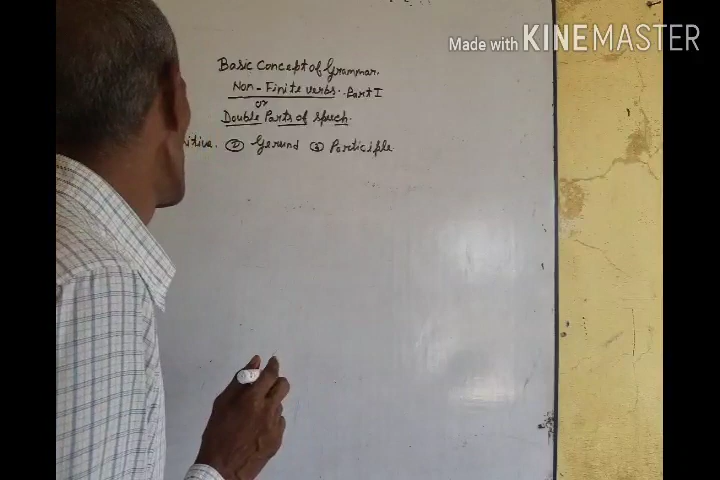 Made with KINEMASTER
Basic Concept of Grammar.
Non-Finite verbs. Part I
or
Double Parts of speech.
nitive. ② Gerund ③ Participle